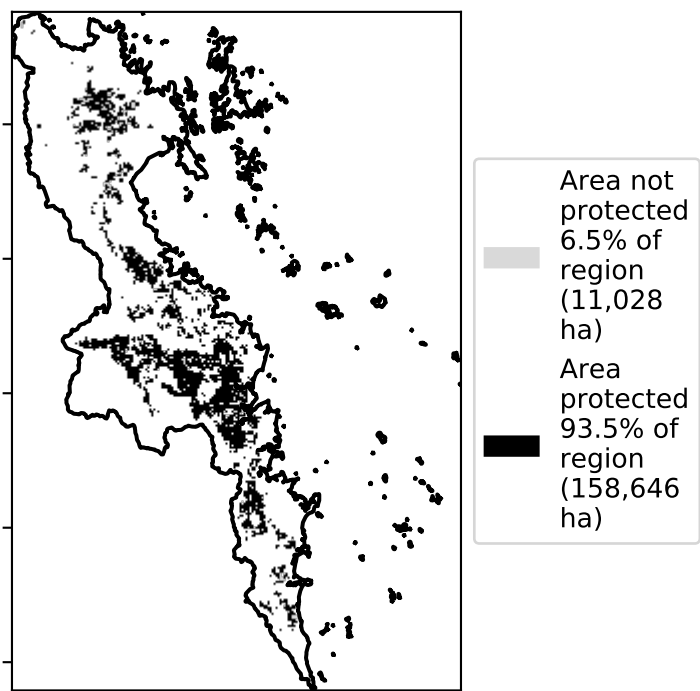 Area not
protected
6.5% of
region
(11,028
ha)
Area
protected
93.5% of
region
(158,646
ha)